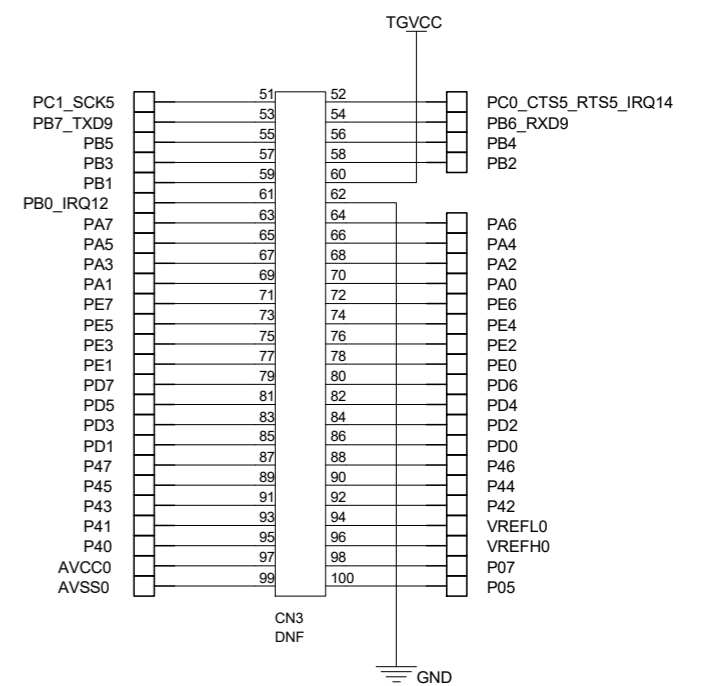 TGVCC
PC1_SCK5 51 52 PC0_CTS5_RTS5_IRQ14
PB7_TXD9 53 54 PB6_RXD9
PB5 55 56 PB4
PB3 57 58 PB2
PB1 59 60
PB0_IRQ12 61 62
PA7 63 64 PA6
PA5 65 66 PA4
PA3 67 68 PA2
PA1 69 70 PA0
PE7 71 72 PE6
PE5 73 74 PE4
PE3 75 76 PE2
PE1 77 78 PE0
PD7 79 80 PD6
PD5 81 82 PD4
PD3 83 84 PD2
PD1 85 86 PD0
P47 87 88 P46
P45 89 90 P44
P43 91 92 P42
P41 93 94 VREFL0
P40 95 96 VREFH0
AVCC0 97 98 P07
AVSS0 99 100 P05
CN3
DNF
GND